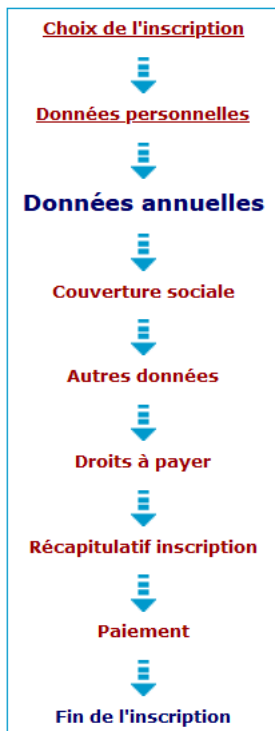 Choix de l'inscription
Données personnelles
Données annuelles
Couverture sociale
Autres données
Droits à payer
Récapitulatif inscription
Paiement
Fin de l'inscription